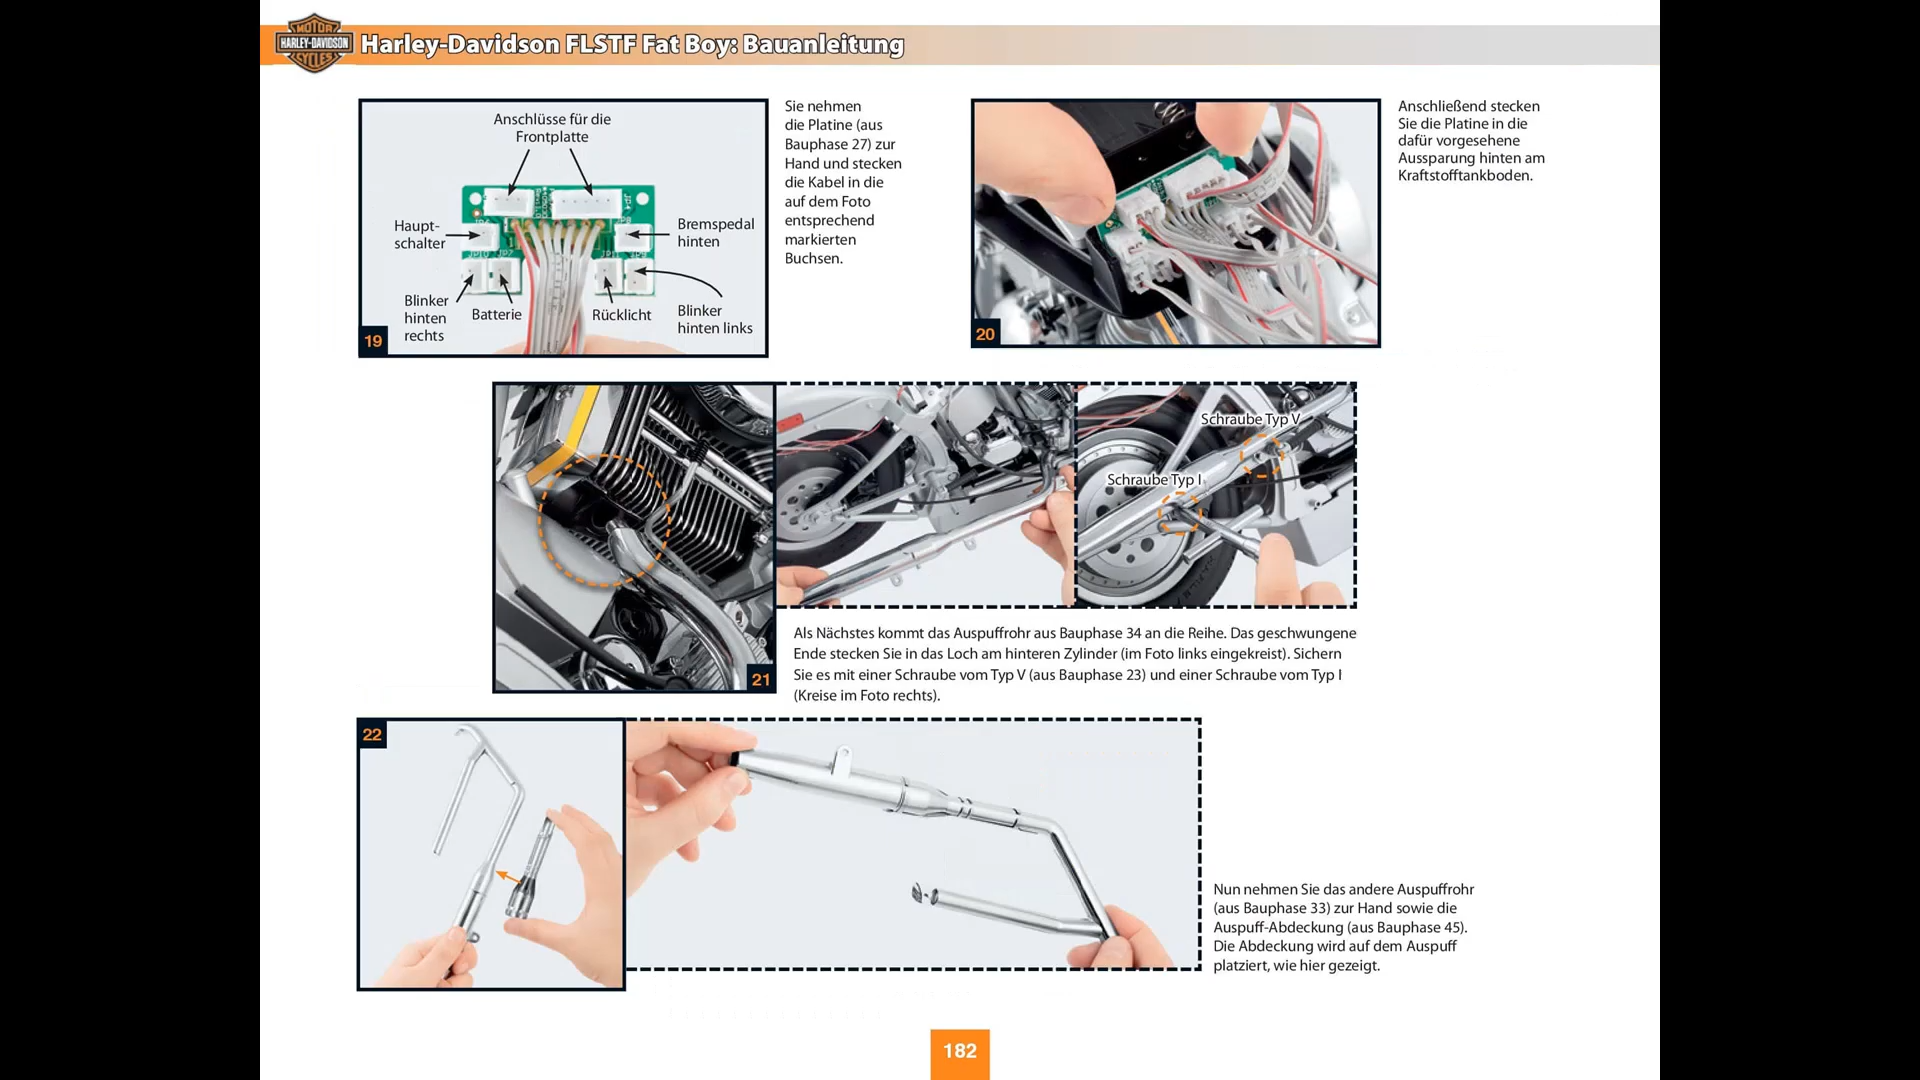 MOTOR
HARLEY-DAVIDSON
CYCLES
Harley-Davidson FLSTF Fat Boy: Bauanleitung
Anschlüsse für die
Frontplatte
Haupt-
schalter
Bremspedal
hinten
Blinker
hinten
rechts
Batterie
Rücklicht
Blinker
hinten links
19
Sie nehmen
die Platine (aus
Bauphase 27) zur
Hand und stecken
die Kabel in die
auf dem Foto
entsprechend
markierten
Buchsen.
20
Anschließend stecken
Sie die Platine in die
dafür vorgesehene
Aussparung hinten am
Kraftstofftankboden.
Schraube Typ V
Schraube Typ I
21
Als Nächstes kommt das Auspuffrohr aus Bauphase 34 an die Reihe. Das geschwungene
Ende stecken Sie in das Loch am hinteren Zylinder (im Foto links eingekreist). Sichern
Sie es mit einer Schraube vom Typ V (aus Bauphase 23) und einer Schraube vom Typ I
(Kreise im Foto rechts).
22
Nun nehmen Sie das andere Auspuffrohr
(aus Bauphase 33) zur Hand sowie die
Auspuff-Abdeckung (aus Bauphase 45).
Die Abdeckung wird auf dem Auspuff
platziert, wie hier gezeigt.
182